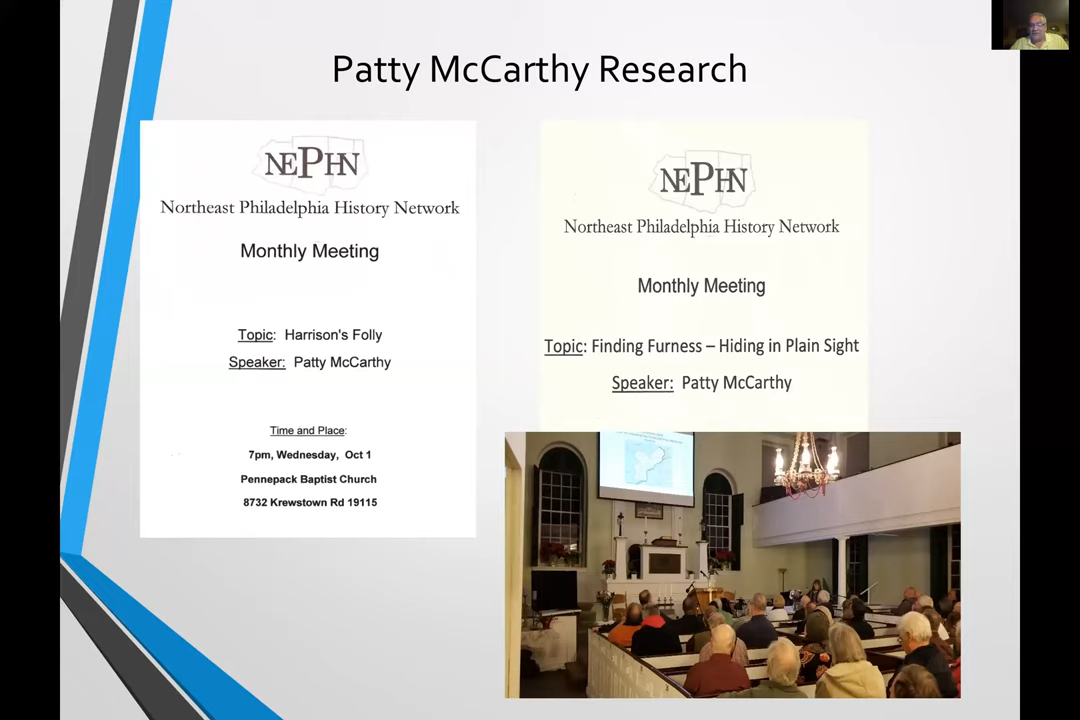 Patty McCarthy Research
NEPHN
Northeast Philadelphia History Network
Monthly Meeting
Topic: Harrison's Folly
Speaker: Patty McCarthy
Time and Place:
7pm, Wednesday, Oct 1
Pennepack Baptist Church
8732 Krewstown Rd 19115
NEPHN
Northeast Philadelphia History Network
Monthly Meeting
Topic: Finding Furness – Hiding in Plain Sight
Speaker: Patty McCarthy